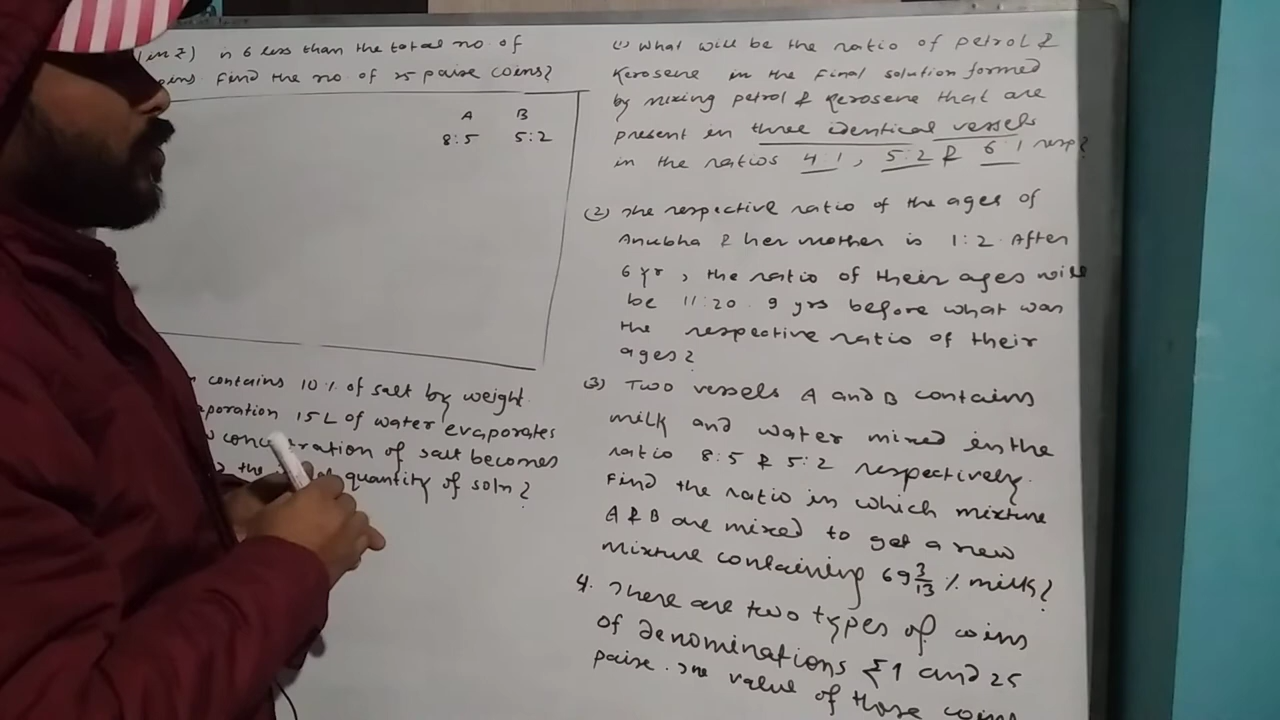 (in ₹) is 6 less than the total no of
Find the no of 25 paise coins?
A B
8:5 5:2
contains 10% of salt by weight.
15L of water evaporates
of salt becomes
the quantity of soln?
(1) What will be the ratio of petrol &
Kerosene in the Final solution formed
by mixing petrol & kerosene that are
present in three identical vessels
in the ratios 4:1, 5:2 & 6:1 resp?
(2) The respective ratio of the ages of
Anubha & her mother is 1:2. After
6 yr, the ratio of their ages will
be 11:20. 9 yrs before what was
the respective ratio of their
ages?
(3) Two vessels A and B contains
milk and water mixed in the
ratio 8:5 & 5:2 respectively.
Find the ratio in which mixture
A & B are mixed to get a new
mixture containing 69 3/13 % milk?
4. There are two types of coins
of denominations ₹1 and 25
paise. The value of those coins